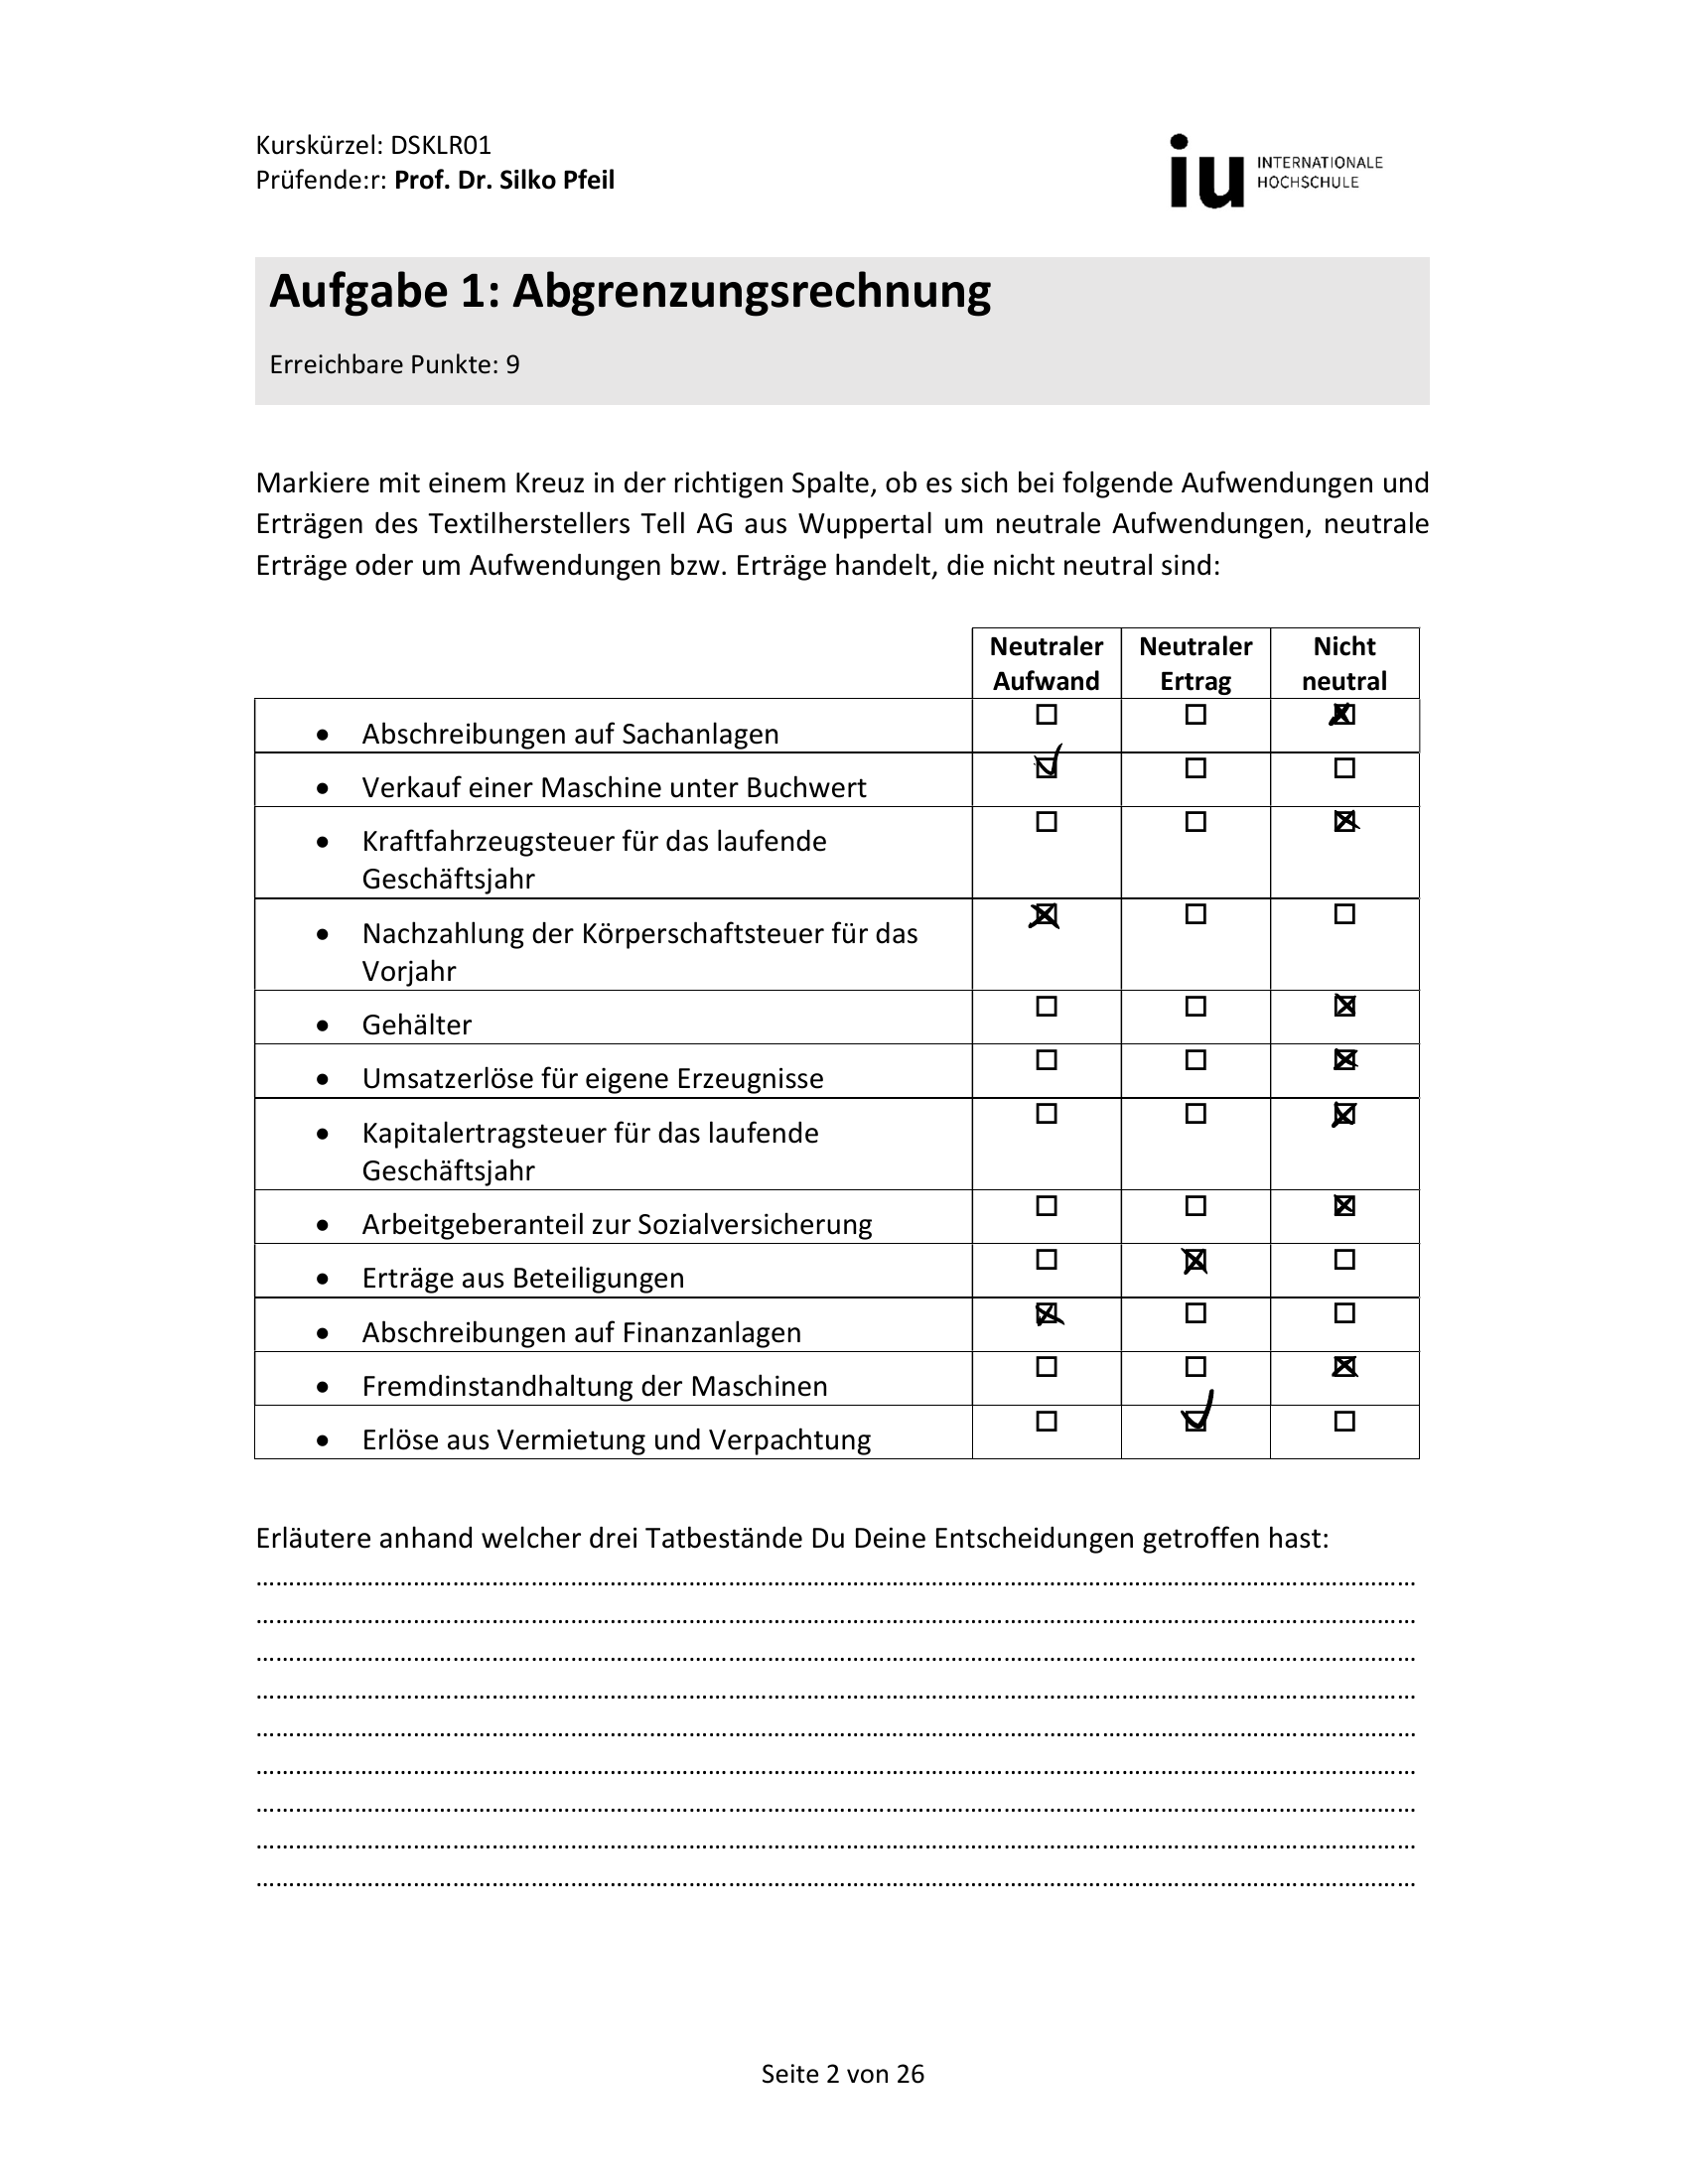 Kurskürzel: DSKLR01
Prüfende:r: Prof. Dr. Silko Pfeil
iu INTERNATIONALE
HOCHSCHULE
Aufgabe 1: Abgrenzungsrechnung
Erreichbare Punkte: 9
Markiere mit einem Kreuz in der richtigen Spalte, ob es sich bei folgende Aufwendungen und
Erträgen des Textilherstellers Tell AG aus Wuppertal um neutrale Aufwendungen, neutrale
Erträge oder um Aufwendungen bzw. Erträge handelt, die nicht neutral sind:
Neutraler Aufwand Neutraler Ertrag Nicht neutral
• Abschreibungen auf Sachanlagen ☐ ☐ ☒
• Verkauf einer Maschine unter Buchwert ☑ ☐ ☐
• Kraftfahrzeugsteuer für das laufende ☐ ☐ ☒
Geschäftsjahr
• Nachzahlung der Körperschaftsteuer für das ☒ ☐ ☐
Vorjahr
• Gehälter ☐ ☐ ☒
• Umsatzerlöse für eigene Erzeugnisse ☐ ☐ ☒
• Kapitalertragsteuer für das laufende ☐ ☐ ☒
Geschäftsjahr
• Arbeitgeberanteil zur Sozialversicherung ☐ ☐ ☒
• Erträge aus Beteiligungen ☐ ☒ ☐
• Abschreibungen auf Finanzanlagen ☒ ☐ ☐
• Fremdinstandhaltung der Maschinen ☐ ☐ ☒
• Erlöse aus Vermietung und Verpachtung ☐ ☑ ☐
Erläutere anhand welcher drei Tatbestände Du Deine Entscheidungen getroffen hast:
Seite 2 von 26